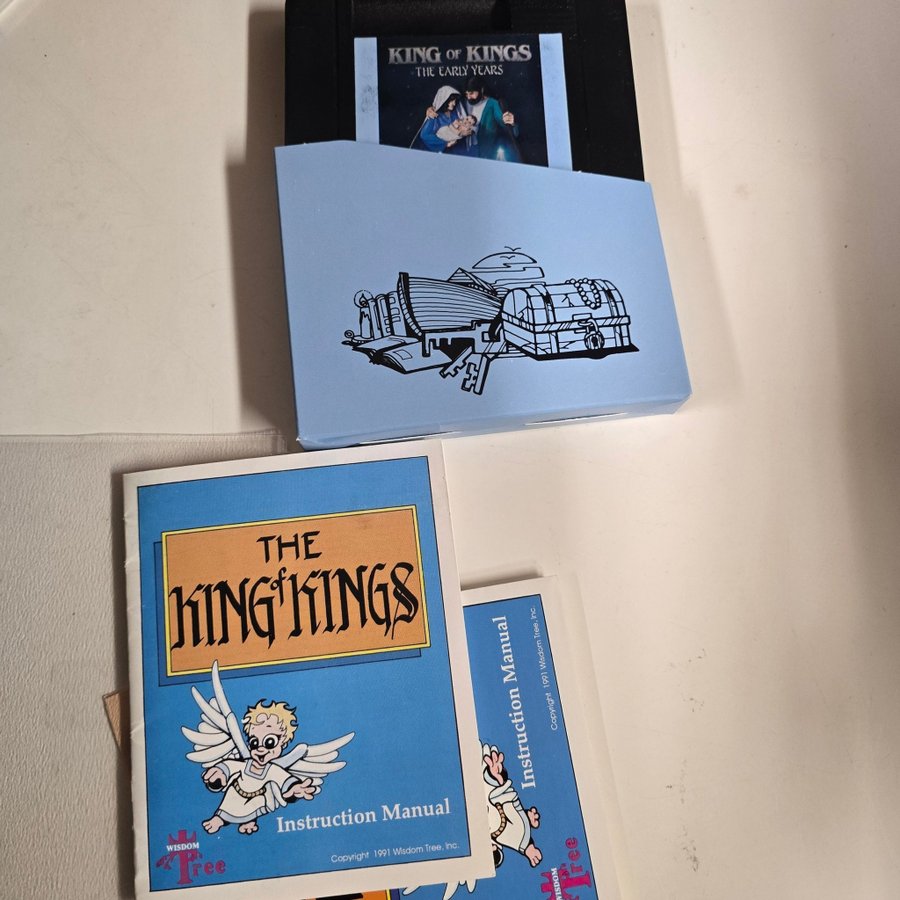 KING OF KINGS
THE EARLY YEARS
THE
KING of KINGS
Instruction Manual
Copyright 1991 Wisdom Tree, Inc.
WISDOM
Tree
Instruction Manual
Copyright 1991 Wisdom Tree, Inc.
WISDOM
Tree